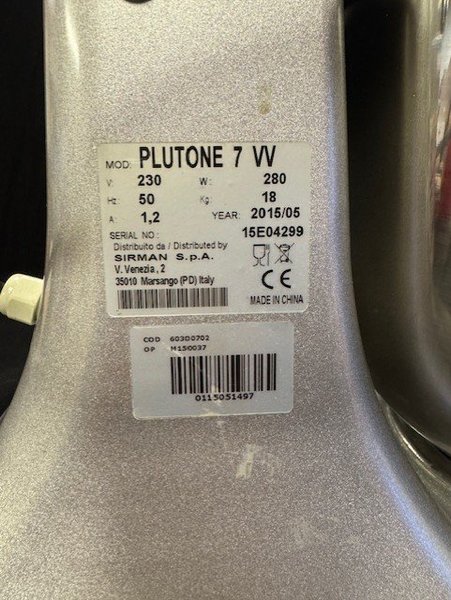 MOD: PLUTONE 7 VV
V: 230 W: 280
Hz: 50 Kg: 18
A: 1,2 YEAR: 2015/05
SERIAL NO: 15E04299
Distribuito da / Distributed by
SIRMAN S.p.A.
V. Venezia, 2
35010 Marsango (PD) Italy
CE
MADE IN CHINA
COD 603D0702
OP M150037
0115051497